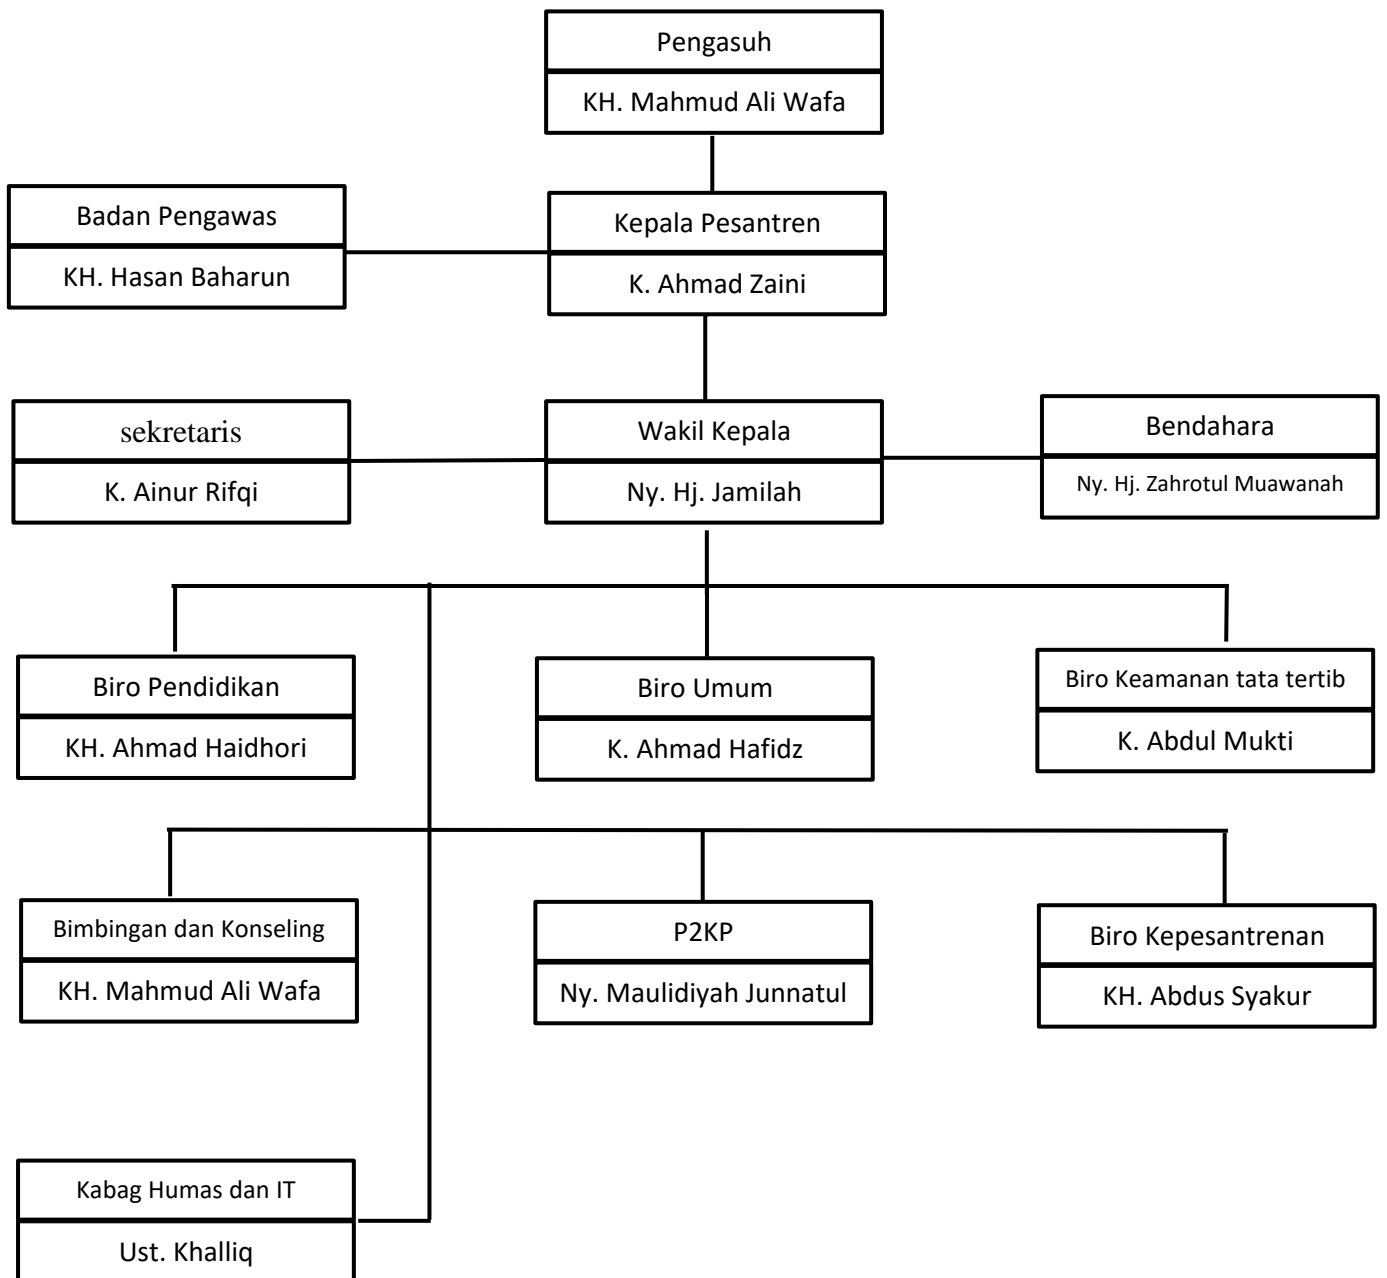 Pengasuh
KH. Mahmud Ali Wafa
Badan Pengawas
KH. Hasan Baharun
Kepala Pesantren
K. Ahmad Zaini
sekretaris
K. Ainur Rifqi
Wakil Kepala
Ny. Hj. Jamilah
Bendahara
Ny. Hj. Zahrotul Muawanah
Biro Pendidikan
KH. Ahmad Haidhori
Biro Umum
K. Ahmad Hafidz
Biro Keamanan tata tertib
K. Abdul Mukti
Bimbingan dan Konseling
KH. Mahmud Ali Wafa
P2KP
Ny. Maulidiyah Junnatul
Biro Kepesantrenan
KH. Abdus Syakur
Kabag Humas dan IT
Ust. Khalliq